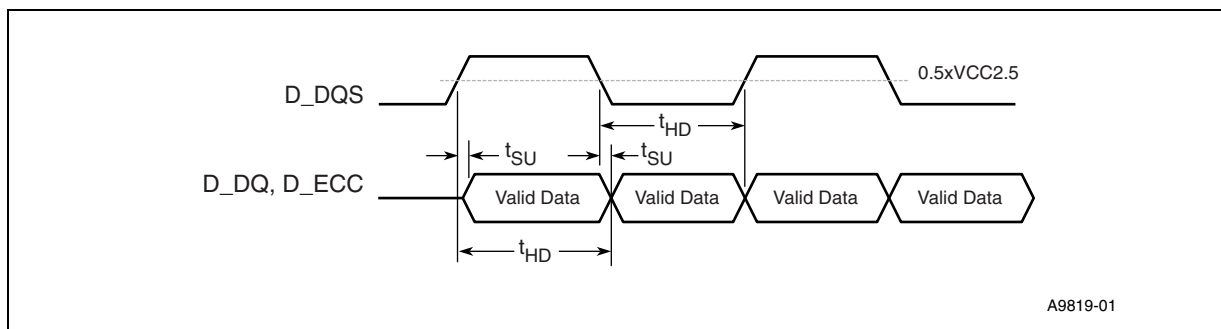 0.5xVCC2.5
D_DQS
tHD
tSU
tSU
D_DQ, D_ECC
Valid Data
Valid Data
Valid Data
Valid Data
tHD
A9819-01